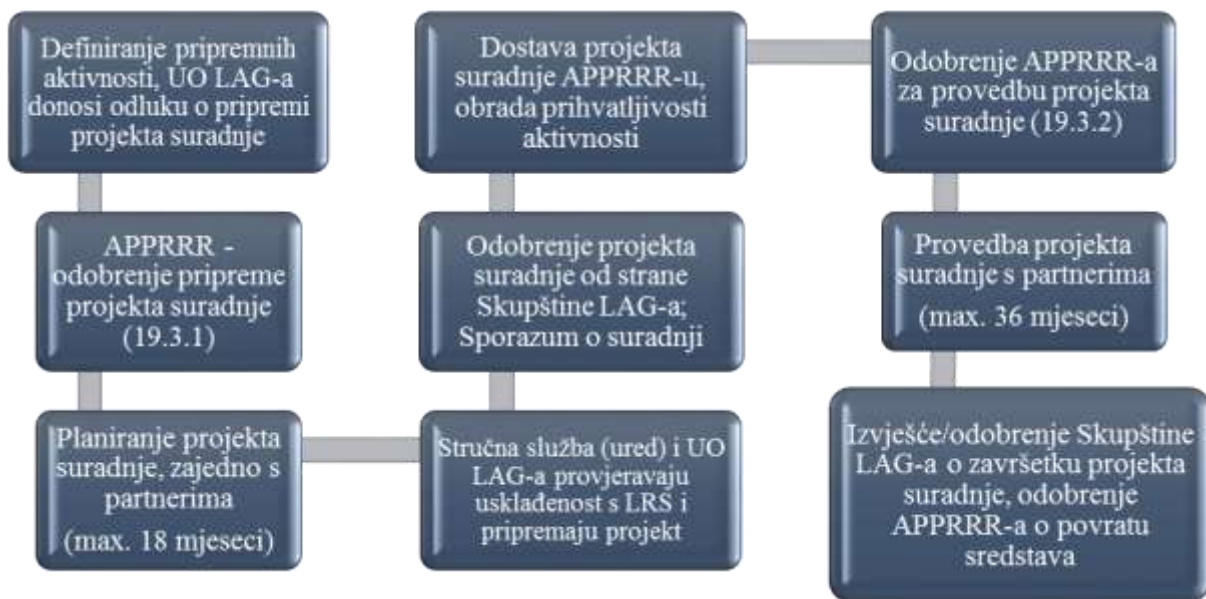 Definiranje pripremnih
aktivnosti, UO LAG-a
donosi odluku o pripremi
projekta suradnje
APPRRR -
odobrenje pripreme
projekta suradnje
(19.3.1)
Planiranje projekta
suradnje, zajedno s
partnerima
(max. 18 mjeseci)
Stručna služba (ured) i UO
LAG-a provjeravaju
usklađenost s LRS i
pripremaju projekt
Odobrenje projekta
suradnje od strane
Skupštine LAG-a;
Sporazum o suradnji
Dostava projekta
suradnje APPRRR-u,
obrada prihvatljivosti
aktivnosti
Odobrenje APPRRR-a
za provedbu projekta
suradnje (19.3.2)
Provedba projekta
suradnje s partnerima
(max. 36 mjeseci)
Izvješće/odobrenje Skupštine
LAG-a o završetku projekta
suradnje, odobrenje
APPRRR-a o povratu
sredstava